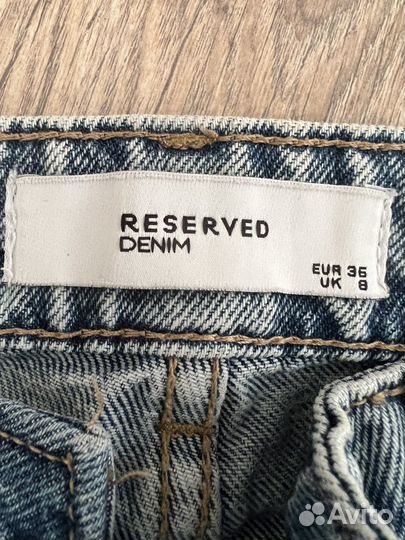 RESERVED
DENIM
EUR 36
UK 8
Avito